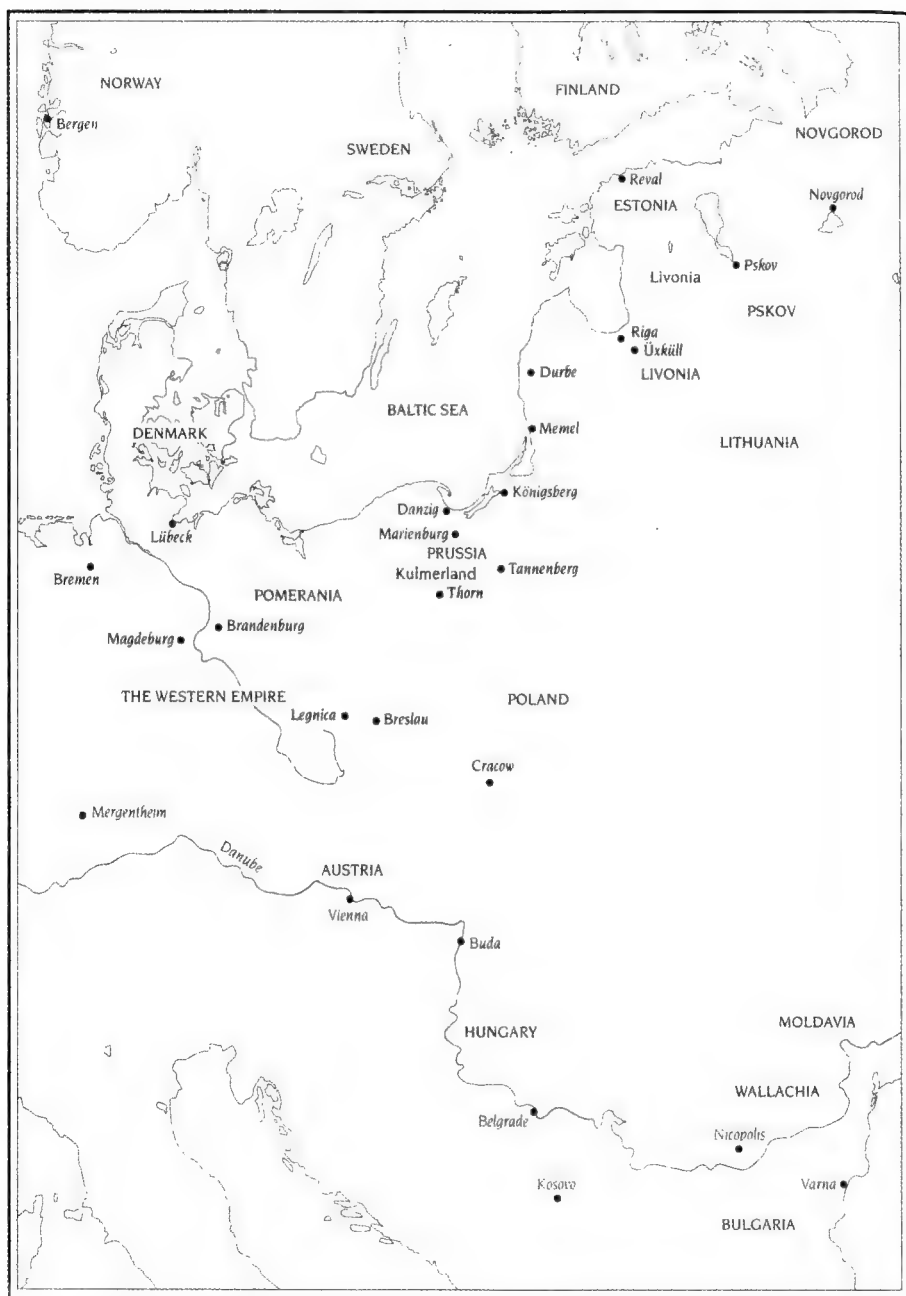 NORWAY
FINLAND
Bergen
NOVGOROD
SWEDEN
Reval
Novgorod
ESTONIA
Livonia
Pskov
PSKOV
Riga
Üxküll
LIVONIA
Durbe
BALTIC SEA
Memel
DENMARK
LITHUANIA
Königsberg
Danzig
Lübeck
Marienburg
PRUSSIA
Bremen
Tannenberg
Kulmerland
POMERANIA
Thorn
Brandenburg
Magdeburg
THE WESTERN EMPIRE
POLAND
Legnica
Breslau
Cracow
Mergentheim
Danube
AUSTRIA
Vienna
Buda
HUNGARY
MOLDAVIA
WALLACHIA
Belgrade
Nicopolis
Kosovo
Varna
BULGARIA